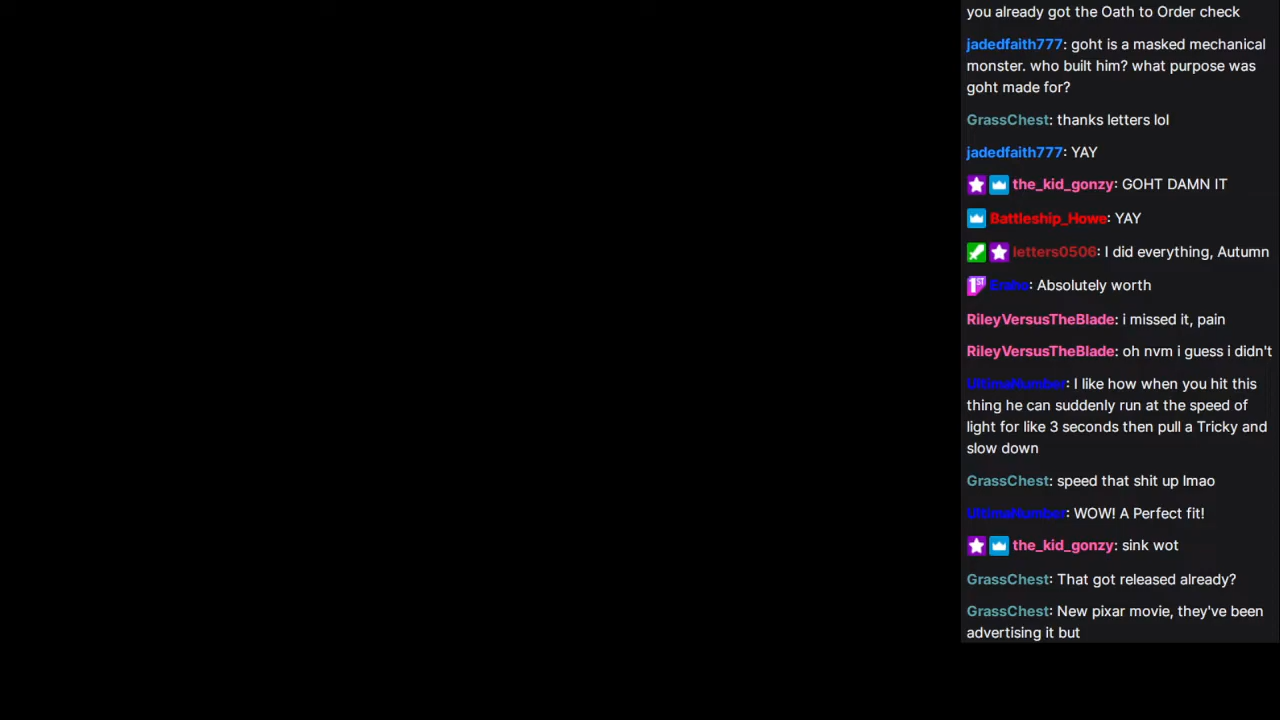 you already got the Oath to Order check
jadedfaith777: goht is a masked mechanical
monster. who built him? what purpose was
goht made for?
GrassChest: thanks letters lol
jadedfaith777: YAY
the_kid_gonzy: GOHT DAMN IT
Battleship_Howe: YAY
letters0506: I did everything, Autumn
1ST Eraho: Absolutely worth
RileyVersusTheBlade: i missed it, pain
RileyVersusTheBlade: oh nvm i guess i didn't
UltimaNumber: I like how when you hit this
thing he can suddenly run at the speed of
light for like 3 seconds then pull a Tricky and
slow down
GrassChest: speed that shit up lmao
UltimaNumber: WOW! A Perfect fit!
the_kid_gonzy: sink wot
GrassChest: That got released already?
GrassChest: New pixar movie, they've been
advertising it but